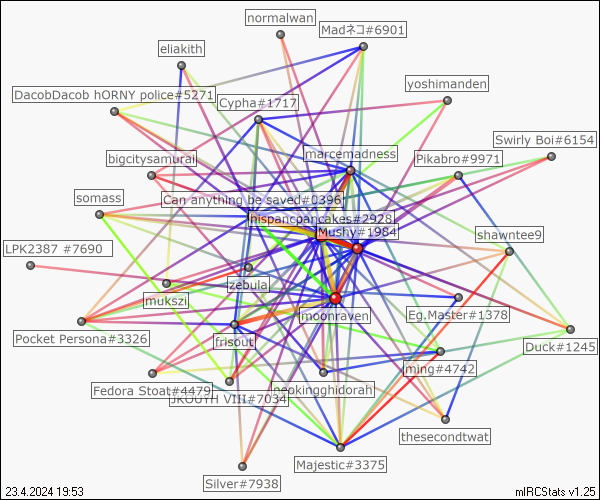 normalwan
Madネコ#6901
eliakith
yoshimanden
DacobDacob hORNY police#5271
Cypha#1717
Swirly Boi#6154
marcemadness
bigcitysamurai
Pikabro#9971
somass
Can anything be saved#0396
hispancpancakes#2928
Mushy#1984
shawntee9
LPK2387 #7690
zebula
mukszi
moonraven
Eg.Master#1378
Pocket Persona#3326
frisout
Duck#1245
ming#4742
Fedora Stoat#4479
neokingghidorah
VIII#7034
thesecondtwat
Majestic#3375
Silver#7938
23.4.2024 19:53
mIRCStats v1.25